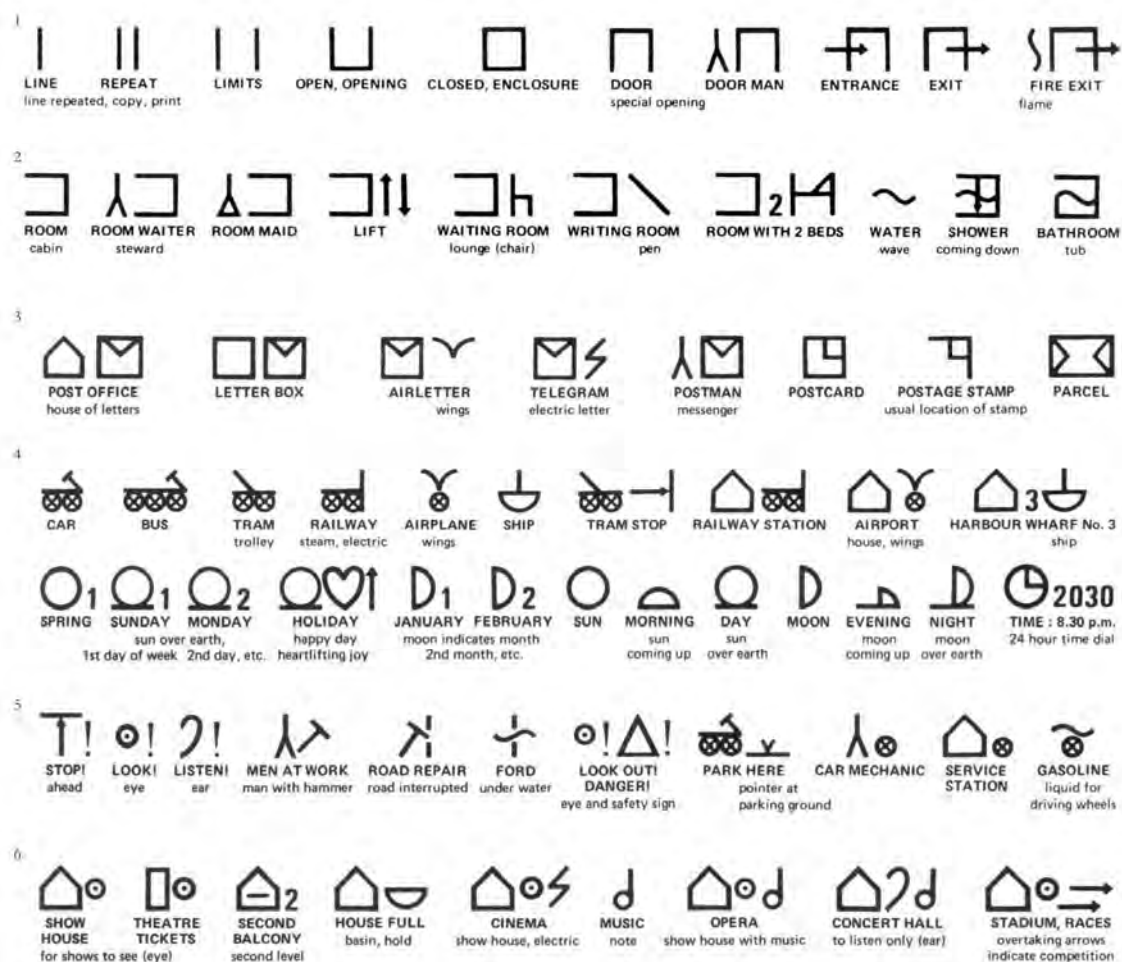 1
LINE REPEAT LIMITS OPEN, OPENING CLOSED, ENCLOSURE DOOR DOOR MAN ENTRANCE EXIT FIRE EXIT
line repeated, copy, print special opening flame
2
2
ROOM ROOM WAITER ROOM MAID LIFT WAITING ROOM WRITING ROOM ROOM WITH 2 BEDS WATER SHOWER BATHROOM
cabin steward lounge (chair) pen wave coming down tub
3
POST OFFICE LETTER BOX AIRLETTER TELEGRAM POSTMAN POSTCARD POSTAGE STAMP PARCEL
house of letters wings electric letter messenger usual location of stamp
4
3
CAR BUS TRAM RAILWAY AIRPLANE SHIP TRAM STOP RAILWAY STATION AIRPORT HARBOUR WHARF No. 3
trolley steam, electric wings house, wings ship
1 1 2 1 2 2030
SPRING SUNDAY MONDAY HOLIDAY JANUARY FEBRUARY SUN MORNING DAY MOON EVENING NIGHT TIME : 8.30 p.m.
sun over earth, happy day moon indicates month sun sun moon moon 24 hour time dial
1st day of week 2nd day, etc. heartlifting joy 2nd month, etc. coming up over earth coming up over earth
5
! ! ! ! !
STOP! LOOK! LISTEN! MEN AT WORK ROAD REPAIR FORD LOOK OUT! PARK HERE CAR MECHANIC SERVICE GASOLINE
ahead eye ear man with hammer road interrupted under water DANGER! pointer at STATION liquid for
eye and safety sign parking ground driving wheels
6
2
SHOW THEATRE SECOND HOUSE FULL CINEMA MUSIC OPERA CONCERT HALL STADIUM, RACES
HOUSE TICKETS BALCONY basin, hold show house, electric note show house with music to listen only (ear) overtaking arrows
for shows to see (eye) second level indicate competition